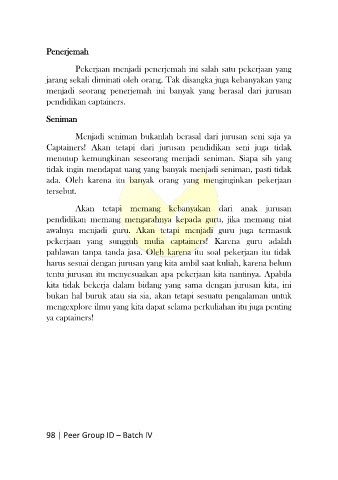 Penerjemah
Pekerjaan menjadi penerjemah ini salah satu pekerjaan yang
jarang sekali diminati oleh orang. Tak disangka juga kebanyakan yang
menjadi seorang penerjemah ini banyak yang berasal dari jurusan
pendidikan captainers.
Seniman
Menjadi seniman bukanlah berasal dari jurusan seni saja ya
Captainers! Akan tetapi dari jurusan pendidikan seni juga tidak
menutup kemungkinan seseorang menjadi seniman. Siapa sih yang
tidak ingin mendapat uang yang banyak menjadi seniman, pasti tidak
ada. Oleh karena itu banyak orang yang menginginkan pekerjaan
tersebut.
Akan tetapi memang kebanyakan dari anak jurusan
pendidikan memang mengarahnya kepada guru, jika memang niat
awalnya menjadi guru. Akan tetapi menjadi guru juga termasuk
pekerjaan yang sungguh mulia captainers! Karena guru adalah
pahlawan tanpa tanda jasa. Oleh karena itu soal pekerjaan itu tidak
harus sesuai dengan jurusan yang kita ambil saat kuliah, karena belum
tentu jurusan itu menyesuaikan apa pekerjaan kita nantinya. Apabila
kita tidak bekerja dalam bidang yang sama dengan jurusan kita, ini
bukan hal buruk atau sia sia, akan tetapi sesuatu pengalaman untuk
mengexplore ilmu yang kita dapat selama perkuliahan itu juga penting
ya captainers!
98 | Peer Group ID – Batch IV